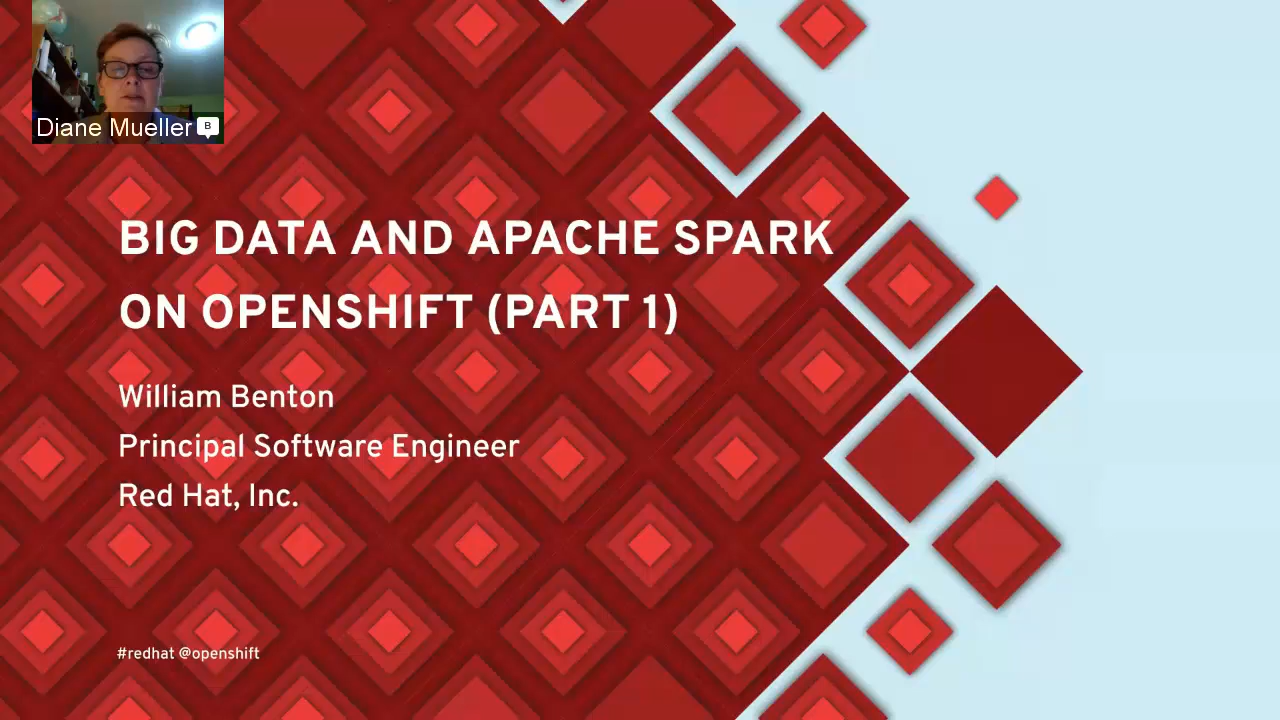 Diane Mueller
B
BIG DATA AND APACHE SPARK
ON OPENSHIFT (PART 1)
William Benton
Principal Software Engineer
Red Hat, Inc.
#redhat @openshift